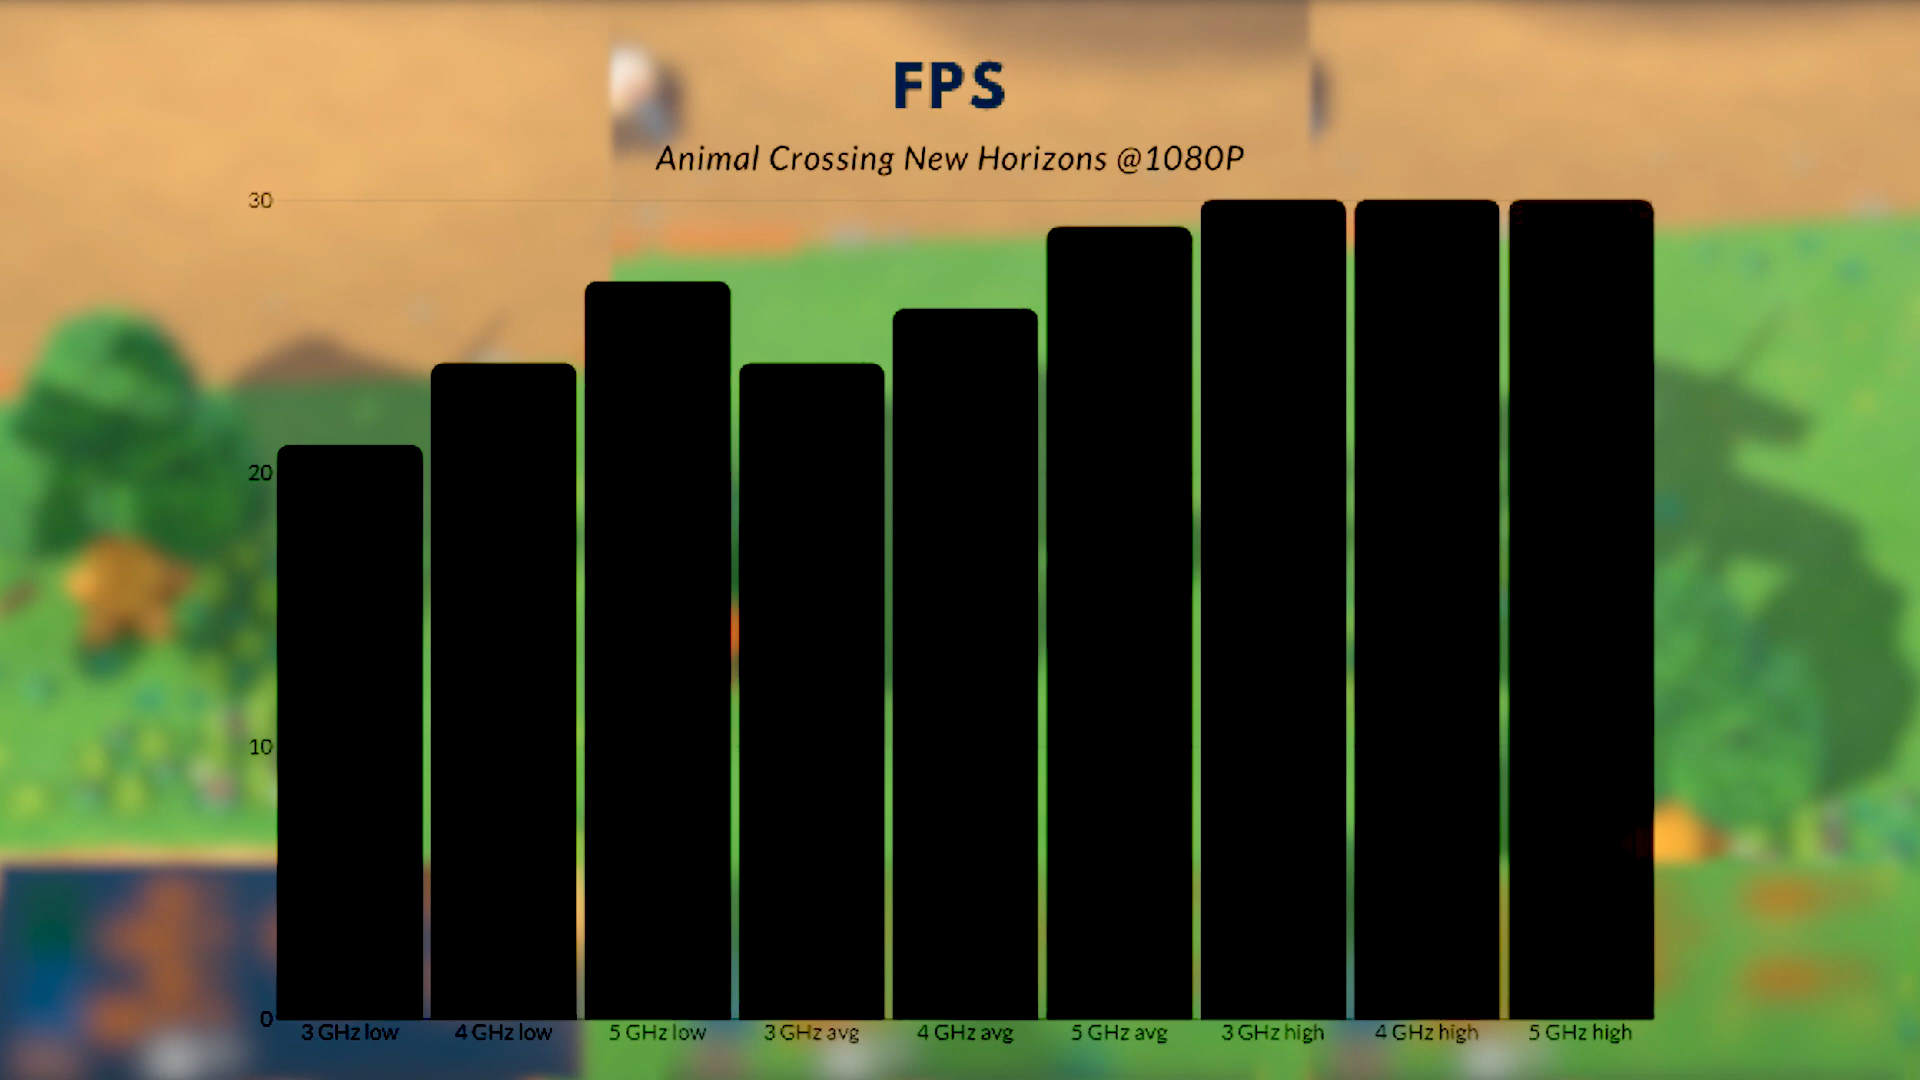 FPS
Animal Crossing New Horizons @1080P
30
20
10
0
3 GHz low 4 GHz low 5 GHz low 3 GHz avg 4 GHz avg 5 GHz avg 3 GHz high 4 GHz high 5 GHz high